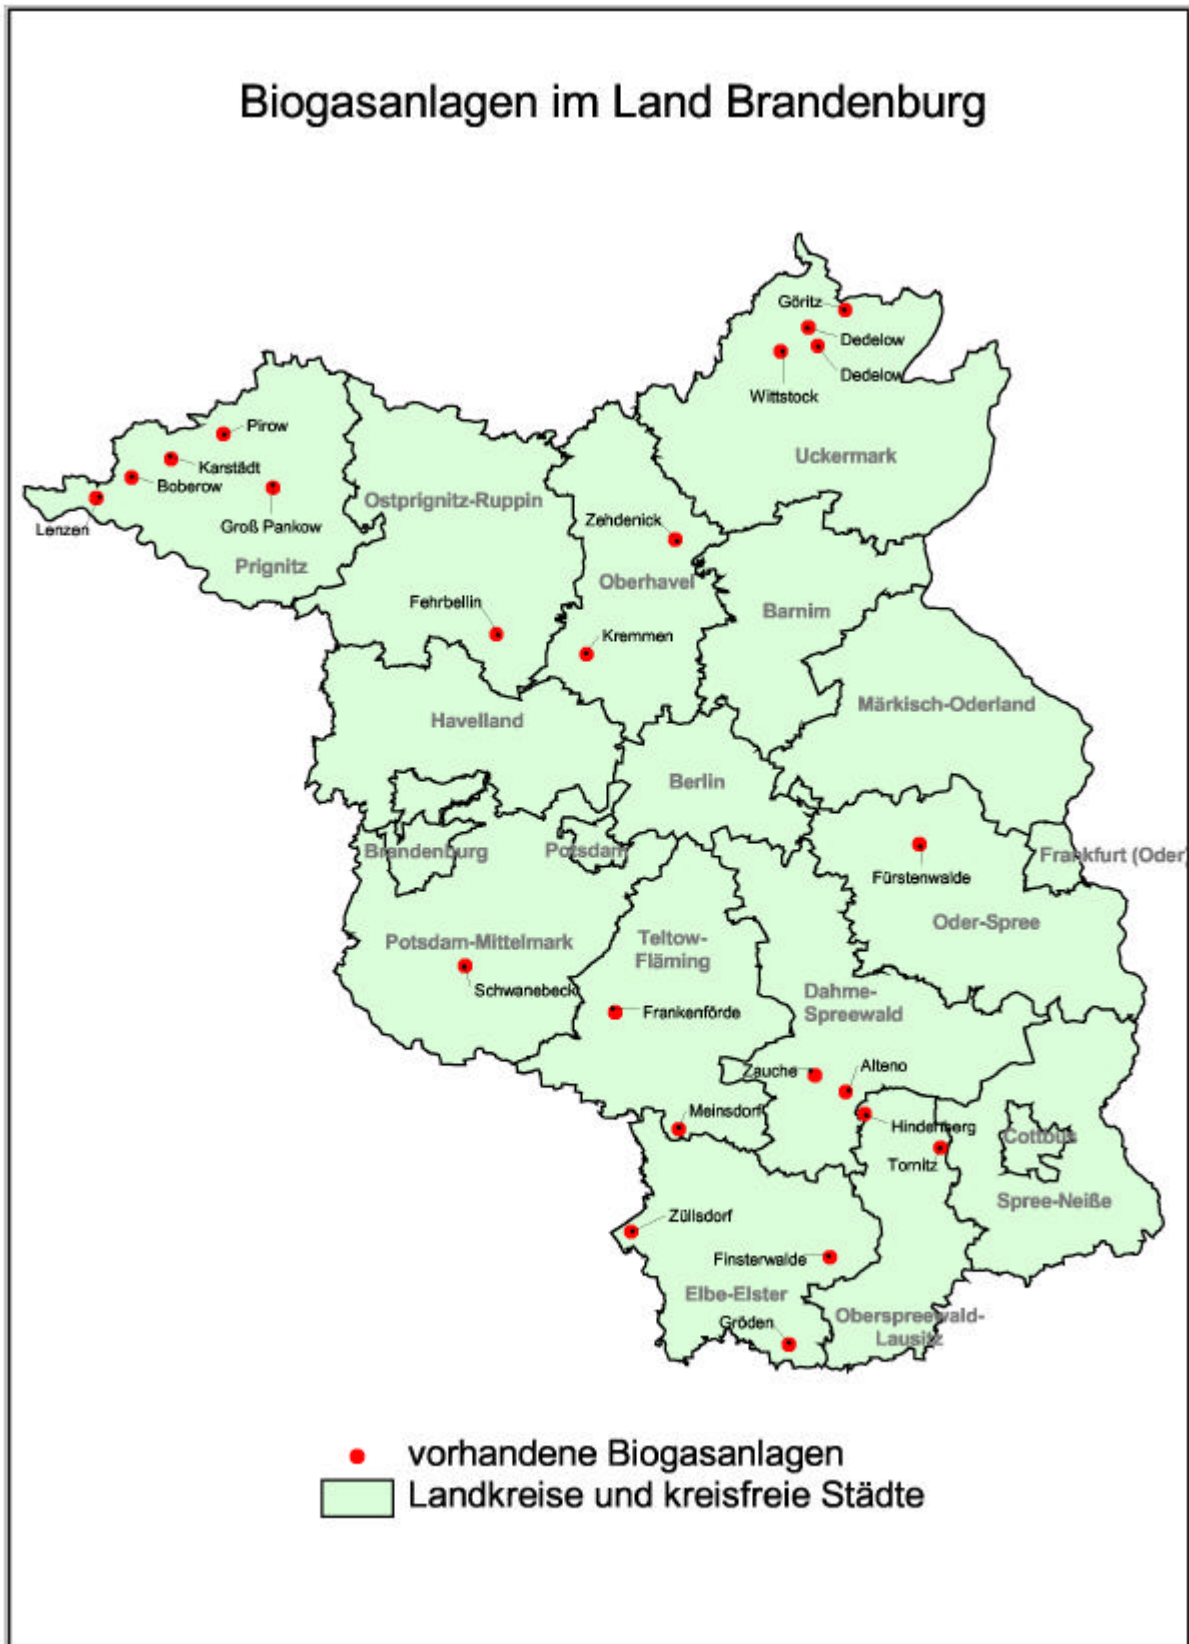 Biogasanlagen im Land Brandenburg
Göritz
Dedelow
Dedelow
Wittstock
Uckermark
Pirow
Karstädt
Boberow
Lenzen
Groß Pankow
Prignitz
Ostprignitz-Ruppin
Zehdenick
Oberhavel
Fehrbellin
Kremmen
Barnim
Märkisch-Oderland
Havelland
Berlin
Brandenburg
Potsdam
Frankfurt (Oder)
Fürstenwalde
Oder-Spree
Potsdam-Mittelmark
Schwanebeck
Teltow-
Fläming
Frankenförde
Dahme-
Spreewald
Zauche
Alteno
Meinsdorf
Hindenberg
Cottbus
Tornitz
Spree-Neiße
Züllsdorf
Finsterwalde
Elbe-Elster
Gröden
Oberspreewald-
Lausitz
vorhandene Biogasanlagen
Landkreise und kreisfreie Städte